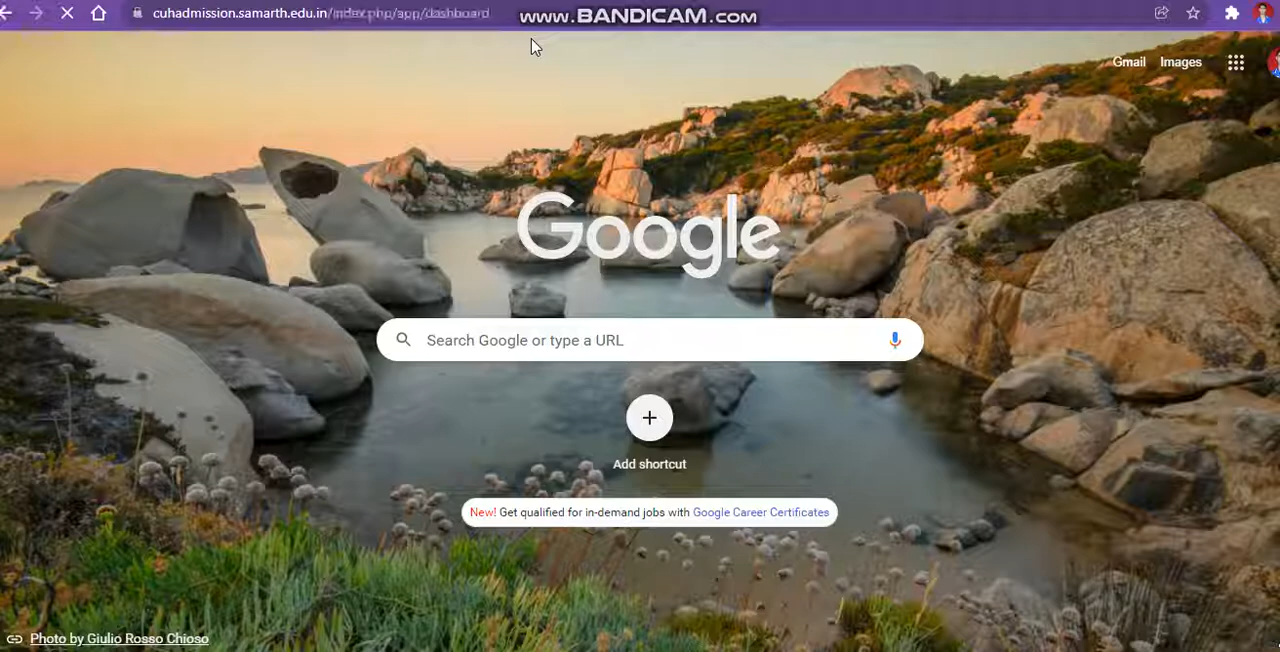 cuhadmission.samarth.edu.in/index.php/app/dashboard
www.BANDICAM.com
Gmail Images
Google
Search Google or type a URL
Add shortcut
New! Get qualified for in-demand jobs with Google Career Certificates
Photo by Giulio Rosso Chioso